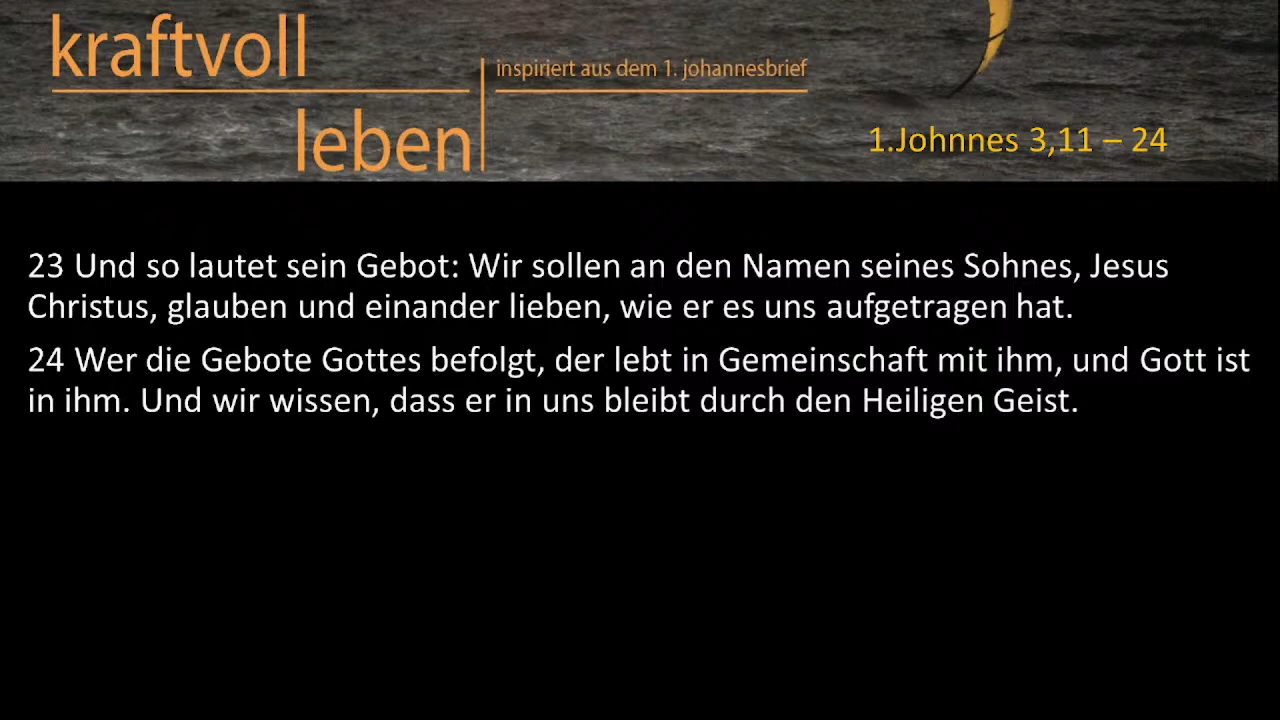 kraftvoll
leben
inspiriert aus dem 1. johannesbrief
1.Johnnes 3,11 – 24
23 Und so lautet sein Gebot: Wir sollen an den Namen seines Sohnes, Jesus
Christus, glauben und einander lieben, wie er es uns aufgetragen hat.
24 Wer die Gebote Gottes befolgt, der lebt in Gemeinschaft mit ihm, und Gott ist
in ihm. Und wir wissen, dass er in uns bleibt durch den Heiligen Geist.